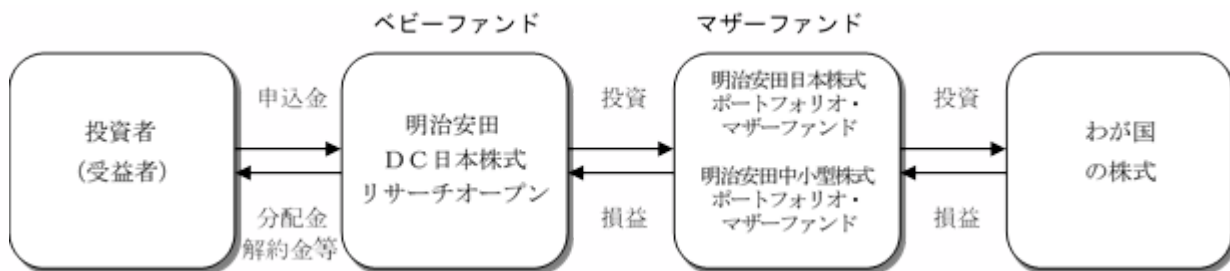 ベビーファンド
マザーファンド
投資者
(受益者)
申込金
分配金
解約金等
明治安田
ＤＣ日本株式
リサーチオープン
投資
損益
明治安田日本株式
ポートフォリオ・
マザーファンド
明治安田中小型株式
ポートフォリオ・
マザーファンド
投資
損益
わが国
の株式